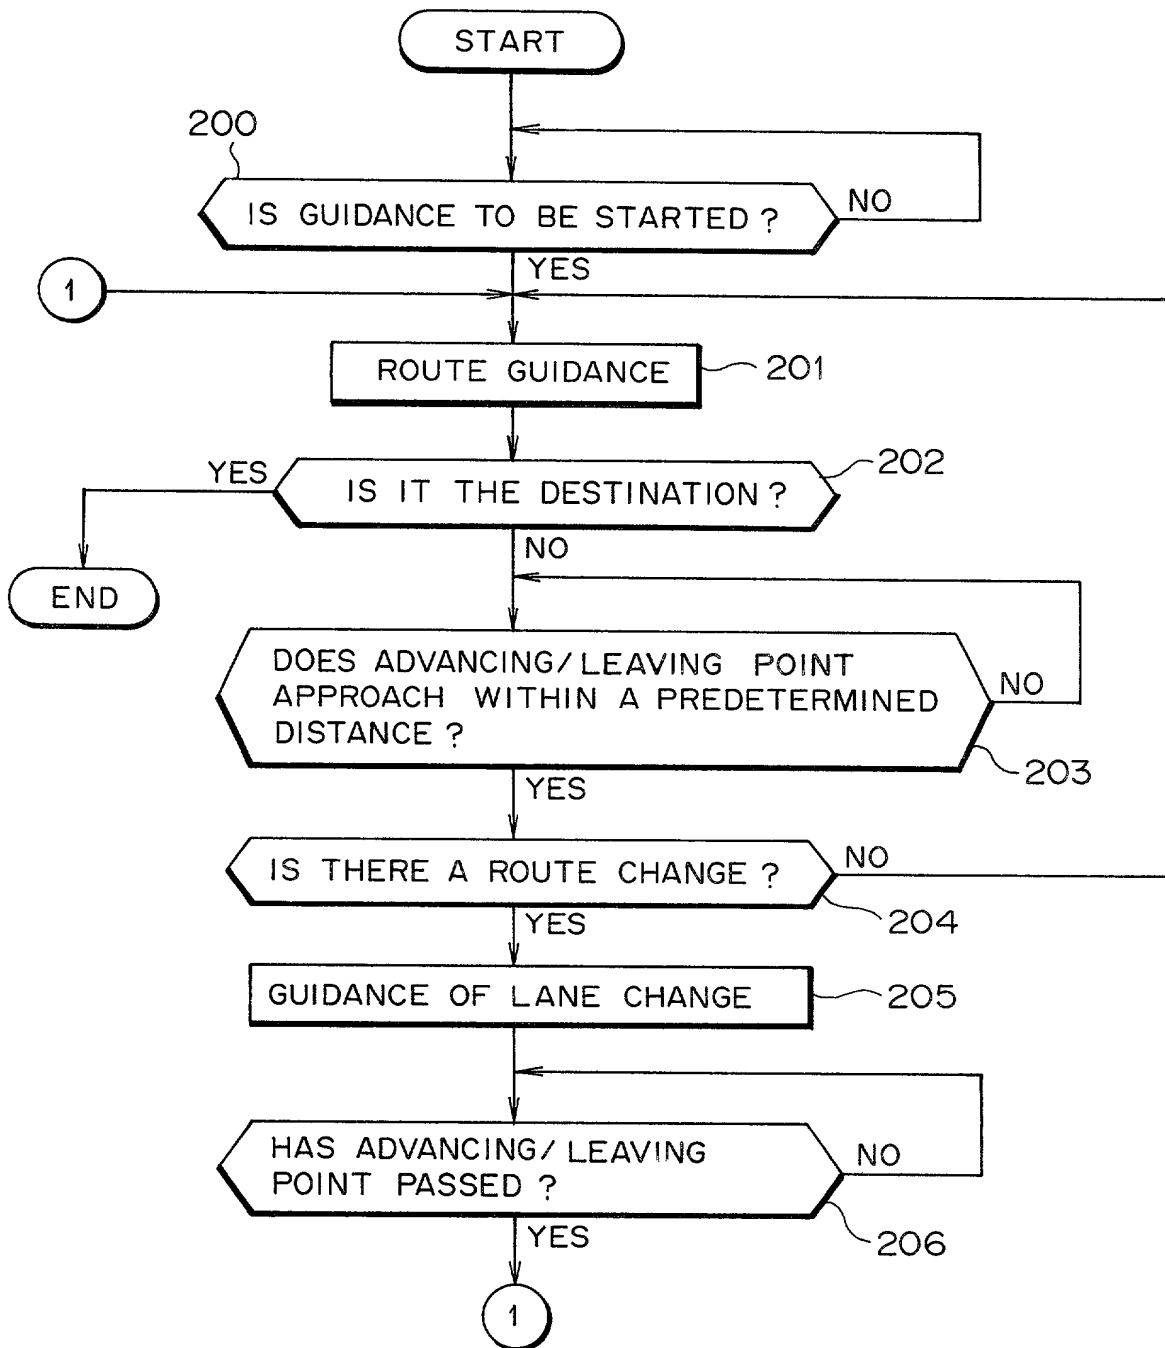 START
200
IS GUIDANCE TO BE STARTED ?
NO
YES
1
ROUTE GUIDANCE
201
202
YES
IS IT THE DESTINATION ?
NO
END
DOES ADVANCING/LEAVING POINT
APPROACH WITHIN A PREDETERMINED
DISTANCE ?
NO
203
YES
IS THERE A ROUTE CHANGE ?
NO
204
YES
GUIDANCE OF LANE CHANGE
205
HAS ADVANCING/LEAVING
POINT PASSED ?
NO
206
YES
1